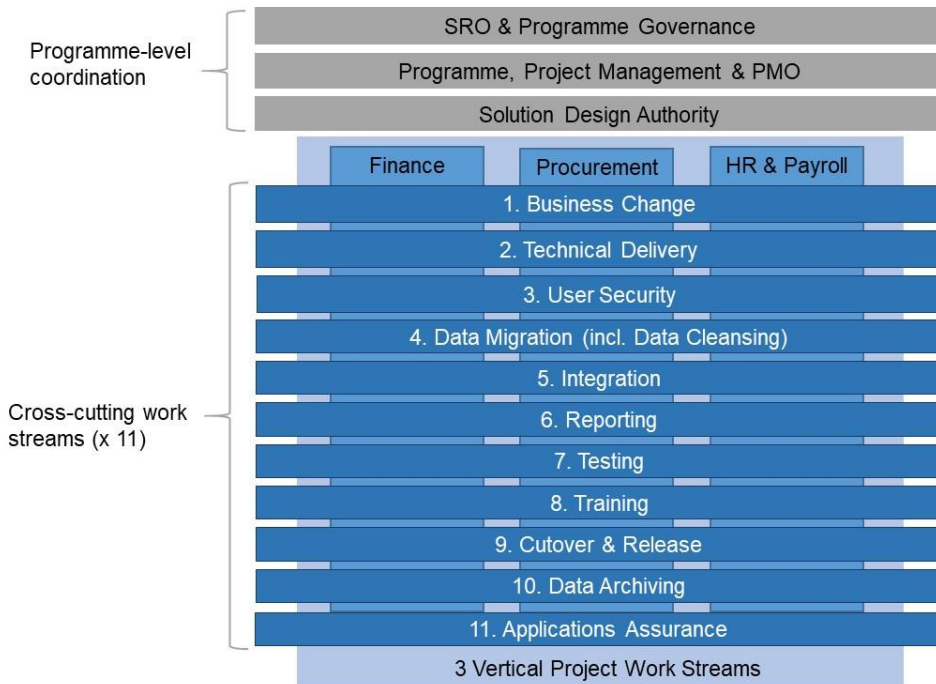 Programme-level
coordination
SRO & Programme Governance
Programme, Project Management & PMO
Solution Design Authority
Finance
Procurement
HR & Payroll
Cross-cutting work
streams (x 11)
1. Business Change
2. Technical Delivery
3. User Security
4. Data Migration (incl. Data Cleansing)
5. Integration
6. Reporting
7. Testing
8. Training
9. Cutover & Release
10. Data Archiving
11. Applications Assurance
3 Vertical Project Work Streams